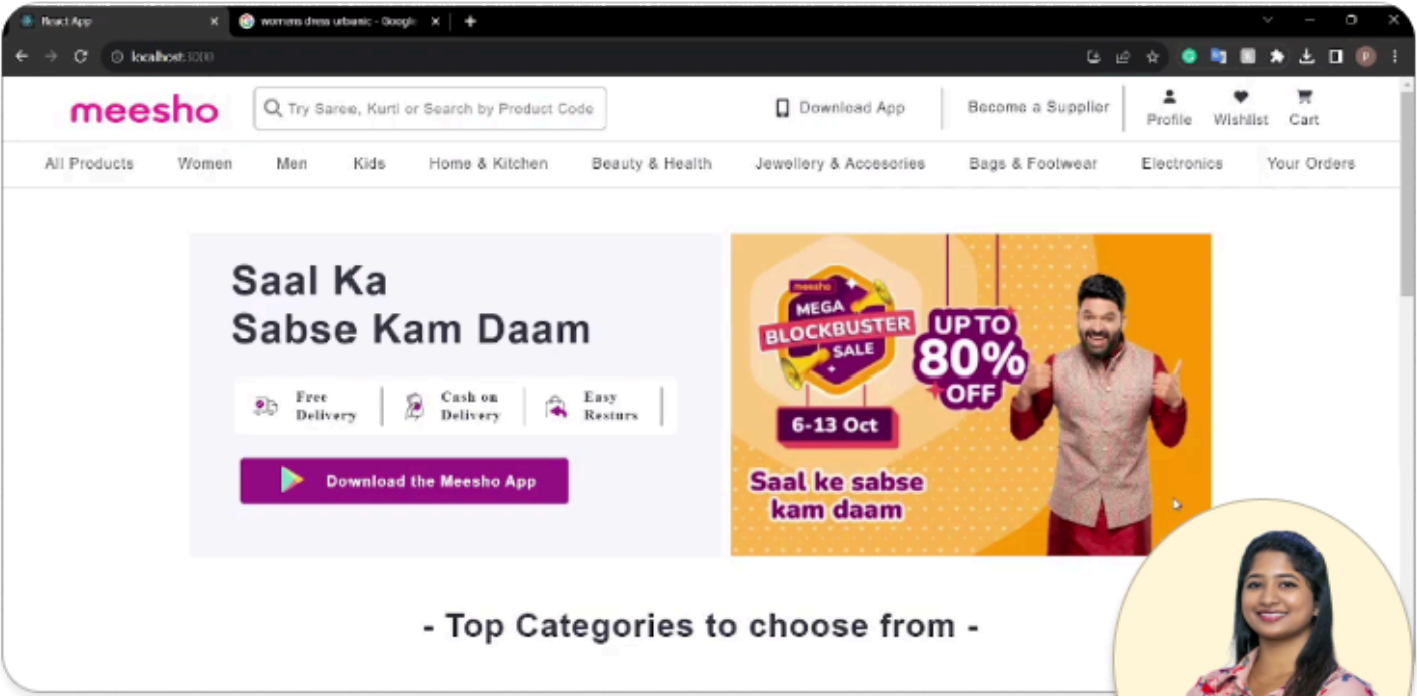 React App
womens dress urbanic - Google
localhost:3000
meesho
Try Saree, Kurti or Search by Product Code
Download App
Become a Supplier
Profile
Wishlist
Cart
All Products
Women
Men
Kids
Home & Kitchen
Beauty & Health
Jewellery & Accesories
Bags & Footwear
Electronics
Your Orders
Saal Ka
Sabse Kam Daam
Free
Delivery
Cash on
Delivery
Easy
Resturs
Download the Meesho App
meesho
MEGA
BLOCKBUSTER
SALE
UP TO
80%
OFF
6-13 Oct
Saal ke sabse
kam daam
- Top Categories to choose from -